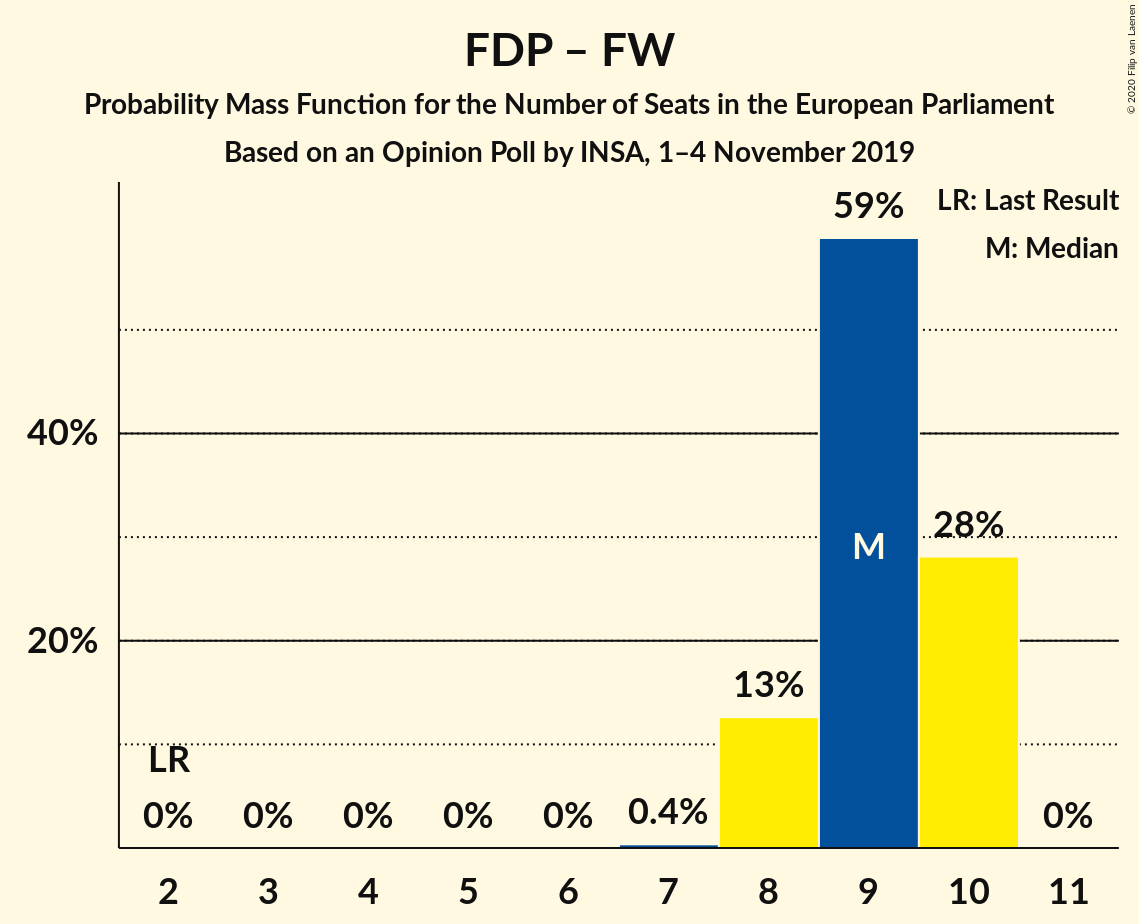 FDP – FW
Probability Mass Function for the Number of Seats in the European Parliament
Based on an Opinion Poll by INSA, 1–4 November 2019
© 2020 Filip van Laenen
LR: Last Result
M: Median
59%
40%
28%
M
20%
13%
LR
0% 0% 0% 0% 0% 0.4% 0%
2 3 4 5 6 7 8 9 10 11